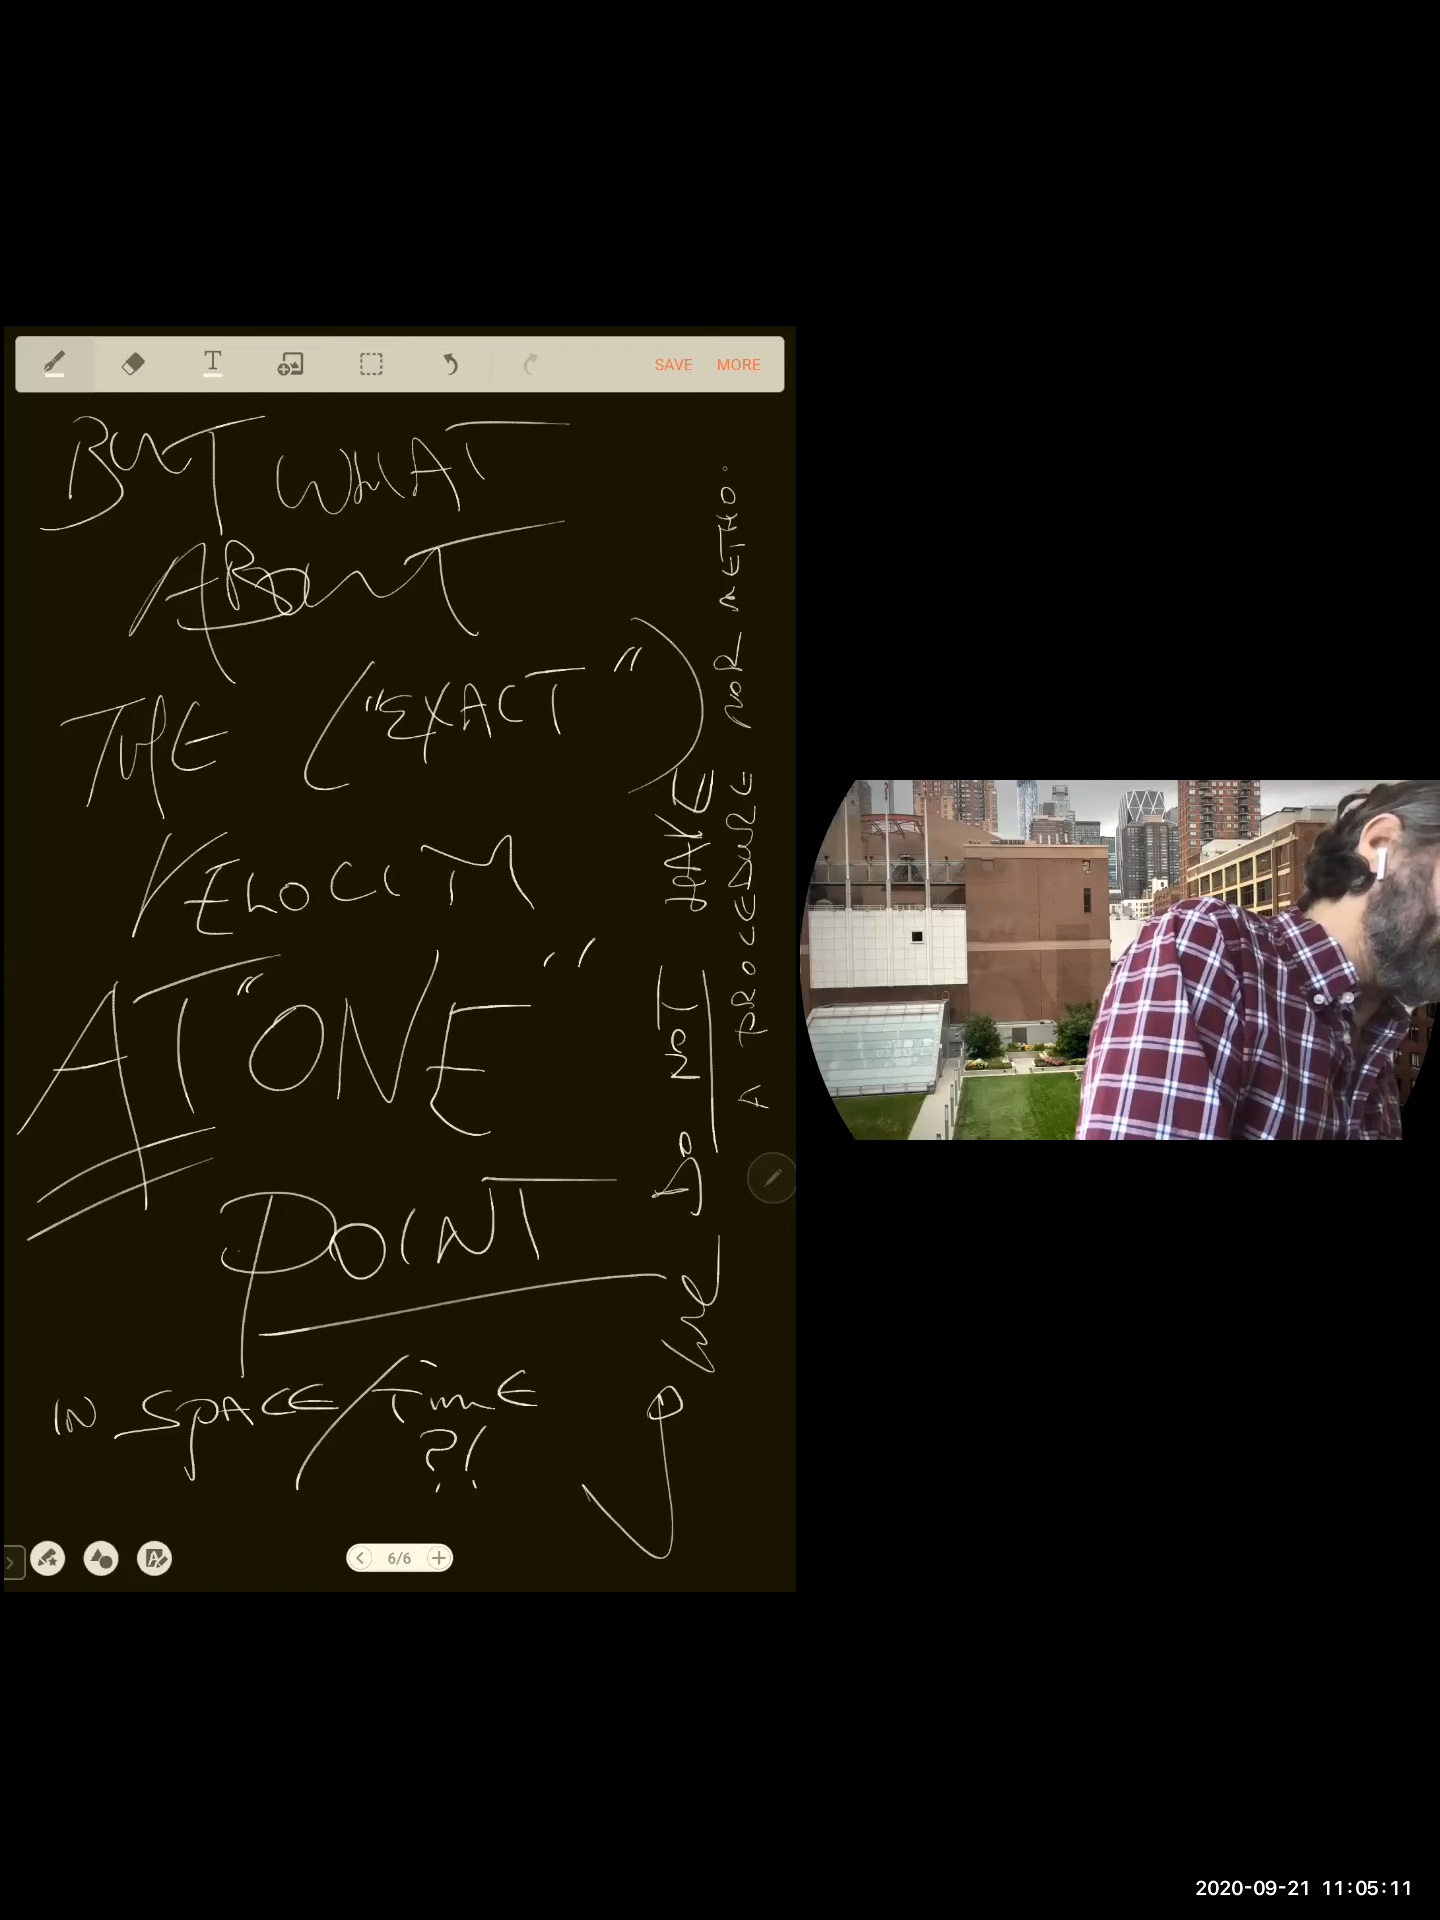 T
SAVE
MORE
BUT WHAT
ABOUT
THE ("EXACT")
VELOCITY
AT "ONE"
POINT
IN SPACE/TIME
?!
WE DO NOT HAVE
A PROCEDURE NOR METHO.
6/6
2020-09-21 11:05:11